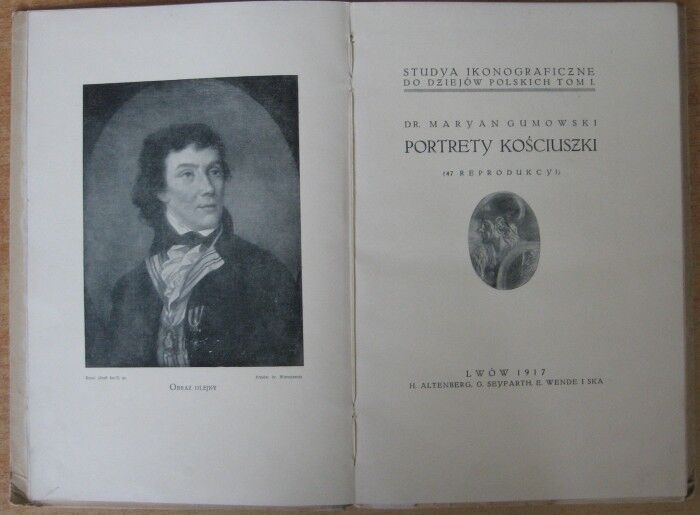 OBRAZ OLEJNY
STUDYA IKONOGRAFICZNE
DO DZIEJÓW POLSKICH TOM I.
DR. MARYAN GUMOWSKI
PORTRETY KOŚCIUSZKI
(47 REPRODUKCYI)
LWÓW 1917
H. ALTENBERG, G. SEYFARTH, E. WENDE I SKA